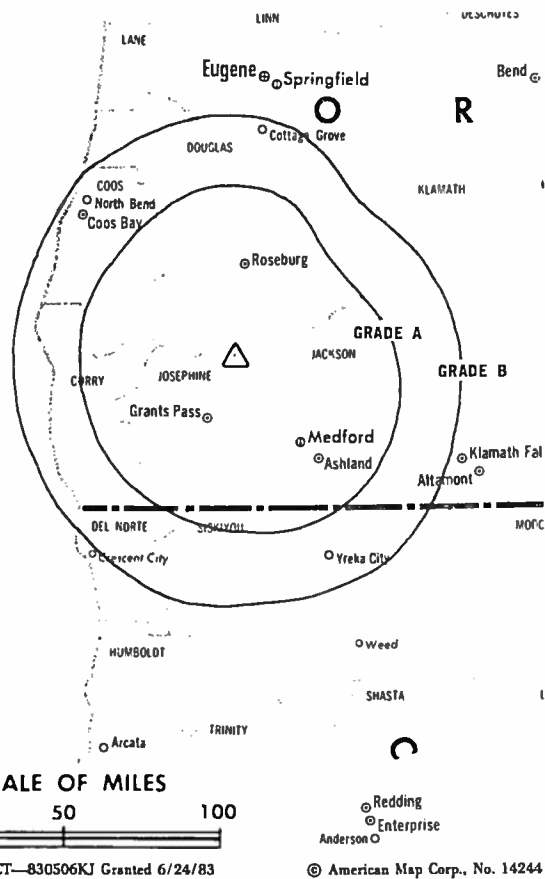 LINN
DESCHUTES
LANE
Eugene
Springfield
Bend
O R
Cottage Grove
DOUGLAS
COOS
KLAMATH
North Bend
Coos Bay
Roseburg
GRADE A
JACKSON
GRADE B
CURRY
JOSEPHINE
Grants Pass
Medford
Klamath Fal
Ashland
Altamont
DEL NORTE
SISKIYOU
MODC
Crescent City
Yreka City
HUMBOLDT
Weed
SHASTA
L
TRINITY
Arcata
C
ALE OF MILES
50 100
Redding
Enterprise
Anderson
CT—830506KJ Granted 6/24/83
© American Map Corp., No. 14244